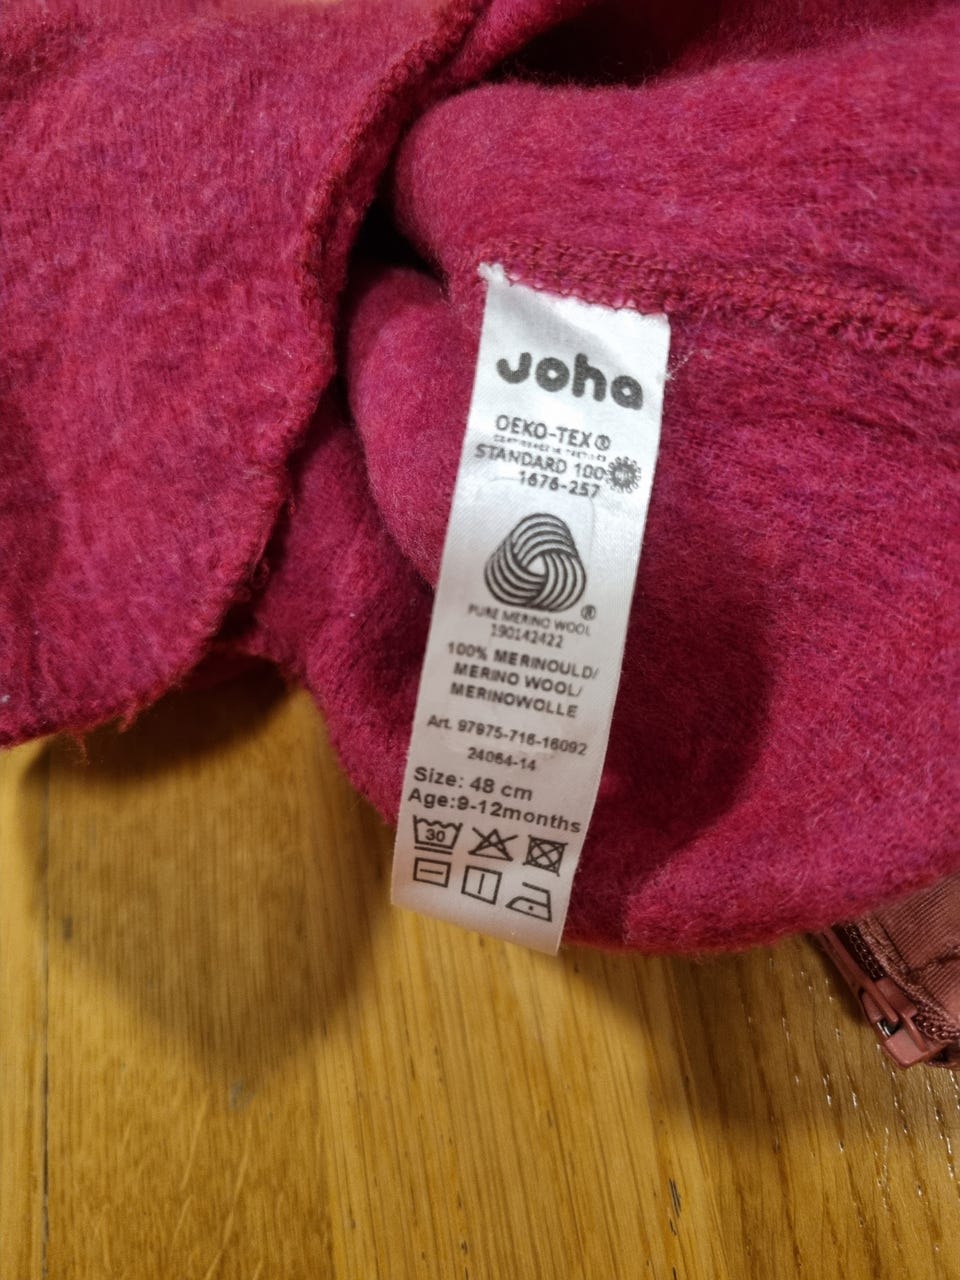 Joha
OEKO-TEX®
STANDARD 100
1676-257
PURE MERINO WOOL ®
190142422
100% MERINOULD/
MERINO WOOL/
MERINOWOLLE
Art. 97975-716-16092
24064-14
Size: 48 cm
Age:9-12months
30